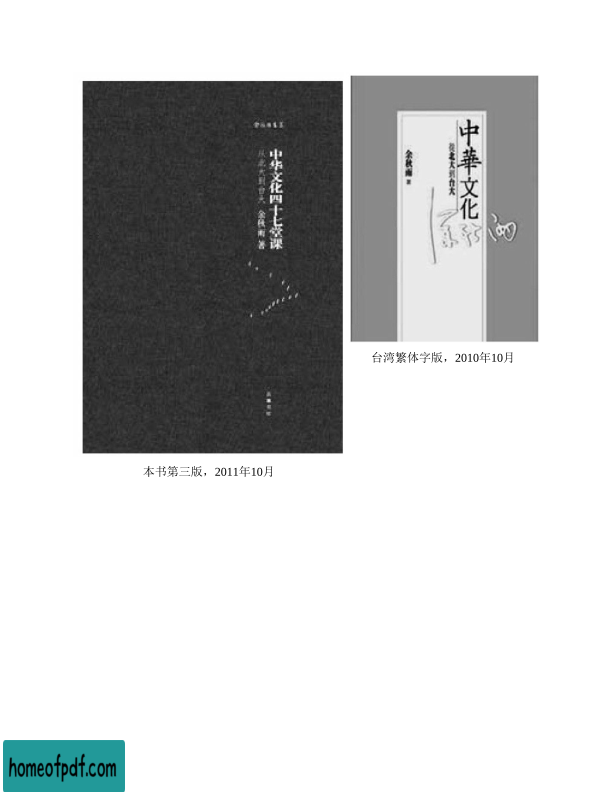 中华文化四十七堂课
从北大到台大 余秋雨 著
中華文化
從北大到台大
余秋雨 著
台湾繁体字版，2010年10月
本书第三版，2011年10月
homeofpdf.com